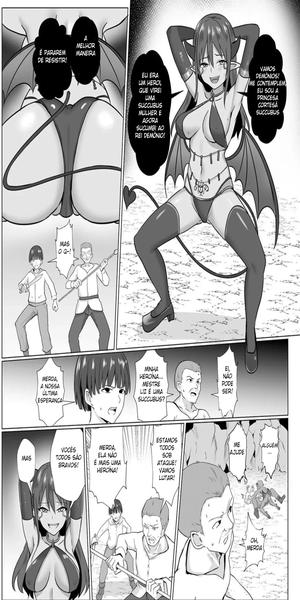 VAMOS
DEMÔNIOS!
ME CONTEMPLEM,
EU SOU A
PRINCESA
CORTESÃ
SUCCUBUS
EU ERA UM HEROI,
QUE VIREI
UMA
SUCCUBUS
MULHER E
AGORA
SUCUMBI AO
REI DEMÔNIO!
A
MELHOR
MANEIRA
É PARAREM
DE RESISTIR!
MAS
O Q-!
EI,
NÃO
PODE
SER!
MINHA
HEROÍNA...
MESTRE
LIZ É UMA
SUCCUBUS?
MERDA,
A NOSSA
ÚLTIMA
ESPERANÇA
ALGUÉM...
ME
AJUDE
OH,
MERDA
ESTAMOS
TODOS
SOB
ATAQUE!
VAMOS
LUTAR!
MERDA,
ELA NÃO
É MAIS UMA
HEROÍNA!
VOCÊS
TODOS SÃO
BRAVOS!
MAS